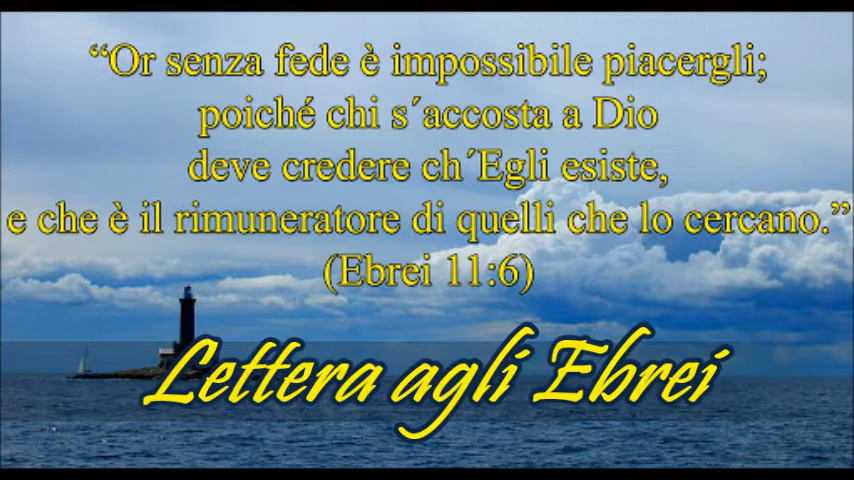 “Or senza fede è impossibile piacergli;
poiché chi s´accosta a Dio
deve credere ch´Egli esiste,
e che è il rimuneratore di quelli che lo cercano.”
(Ebrei 11:6)
Lettera agli Ebrei